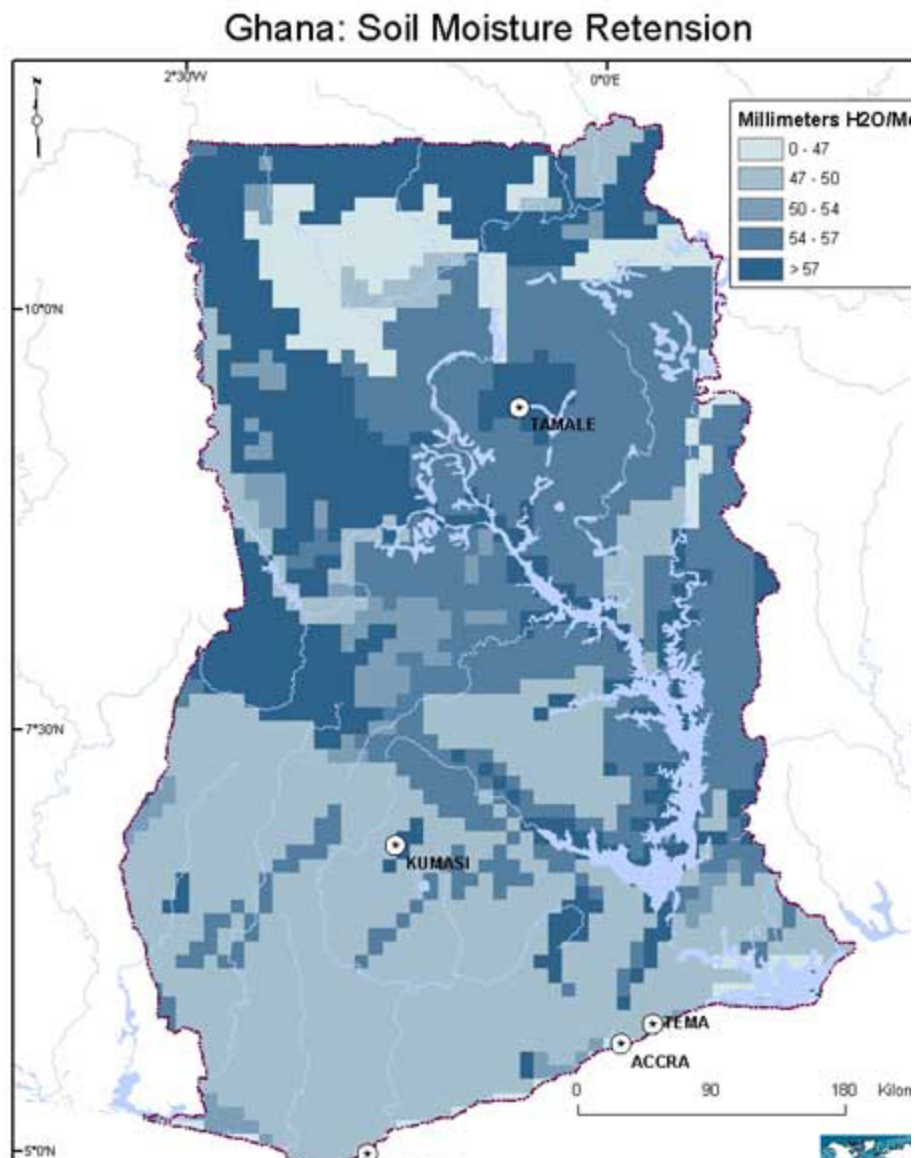 Ghana: Soil Moisture Retension
2°30'W
0°0'E
N
Millimeters H2O/Me
0 - 47
47 - 50
50 - 54
54 - 57
> 57
10°0'N
TAMALE
7°30'N
KUMASI
TEMA
ACCRA
0 90 180 Kilom
5°0'N